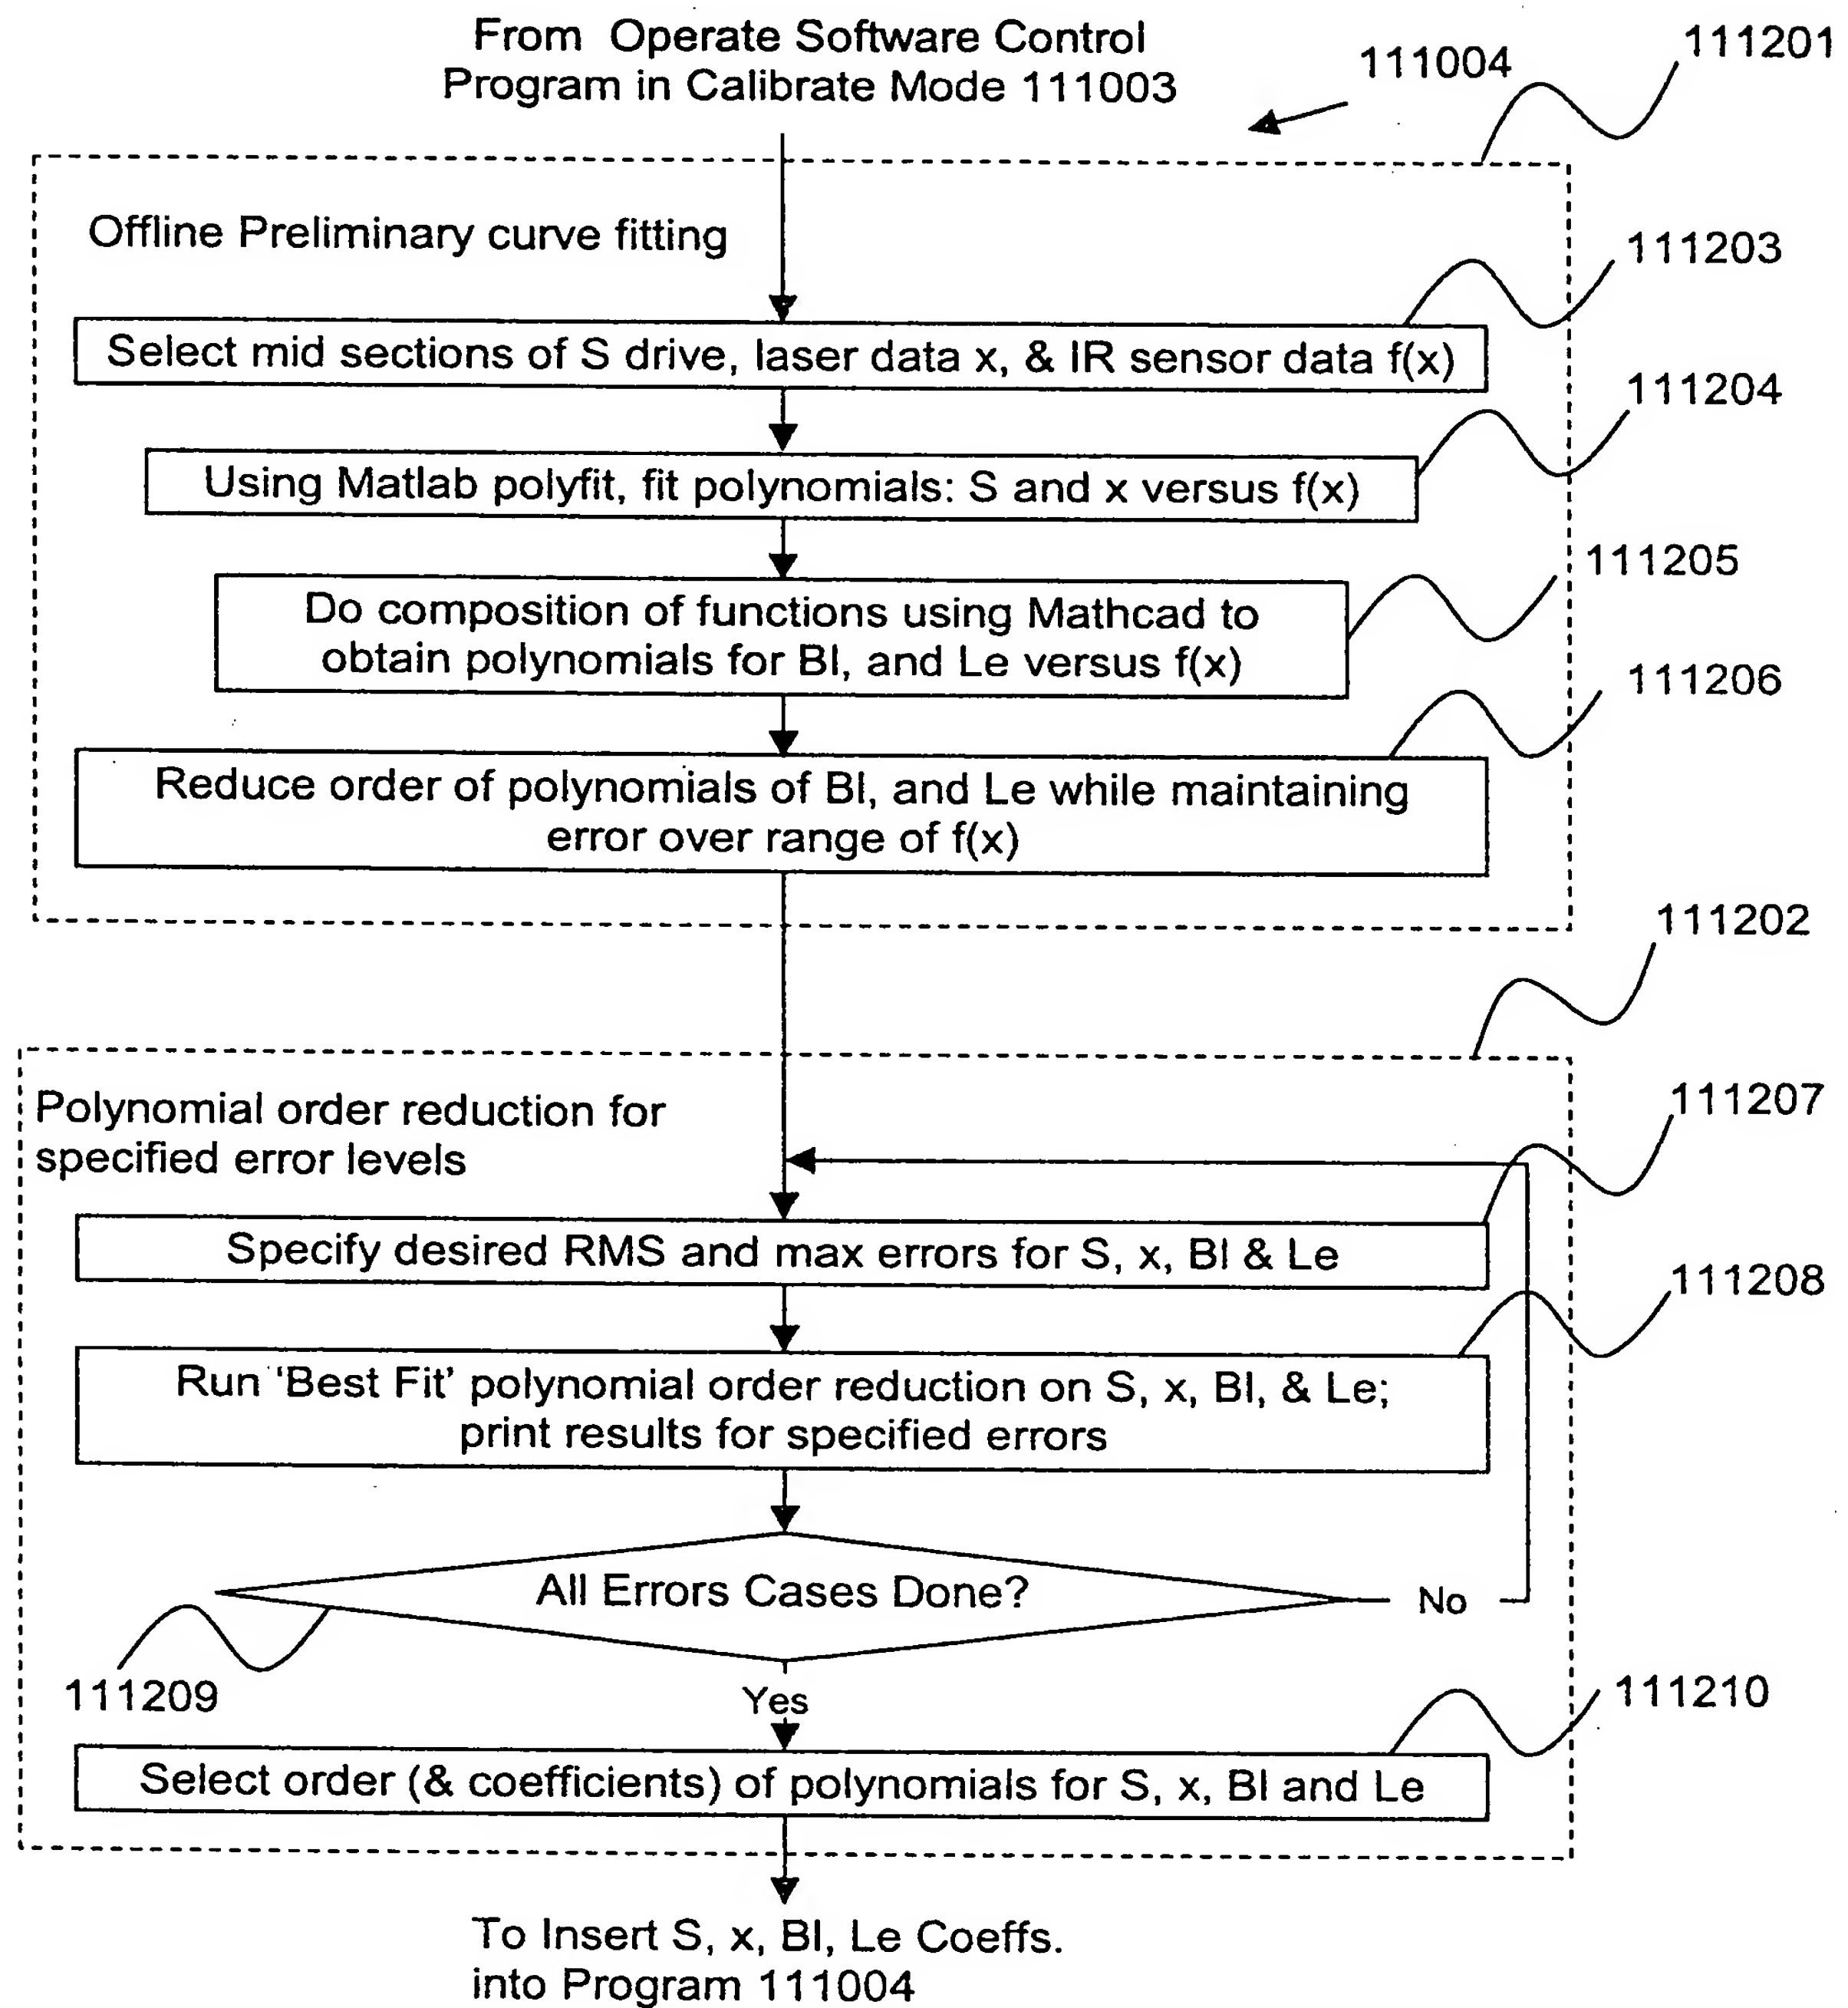 From Operate Software Control
Program in Calibrate Mode 111003
111004
111201
Offline Preliminary curve fitting
111203
Select mid sections of S drive, laser data x, & IR sensor data f(x)
111204
Using Matlab polyfit, fit polynomials: S and x versus f(x)
111205
Do composition of functions using Mathcad to
obtain polynomials for Bl, and Le versus f(x)
111206
Reduce order of polynomials of Bl, and Le while maintaining
error over range of f(x)
111202
Polynomial order reduction for
specified error levels
111207
Specify desired RMS and max errors for S, x, Bl & Le
111208
Run ‘Best Fit’ polynomial order reduction on S, x, Bl, & Le;
print results for specified errors
All Errors Cases Done?
No
111209
Yes
111210
Select order (& coefficients) of polynomials for S, x, Bl and Le
To Insert S, x, Bl, Le Coeffs.
into Program 111004